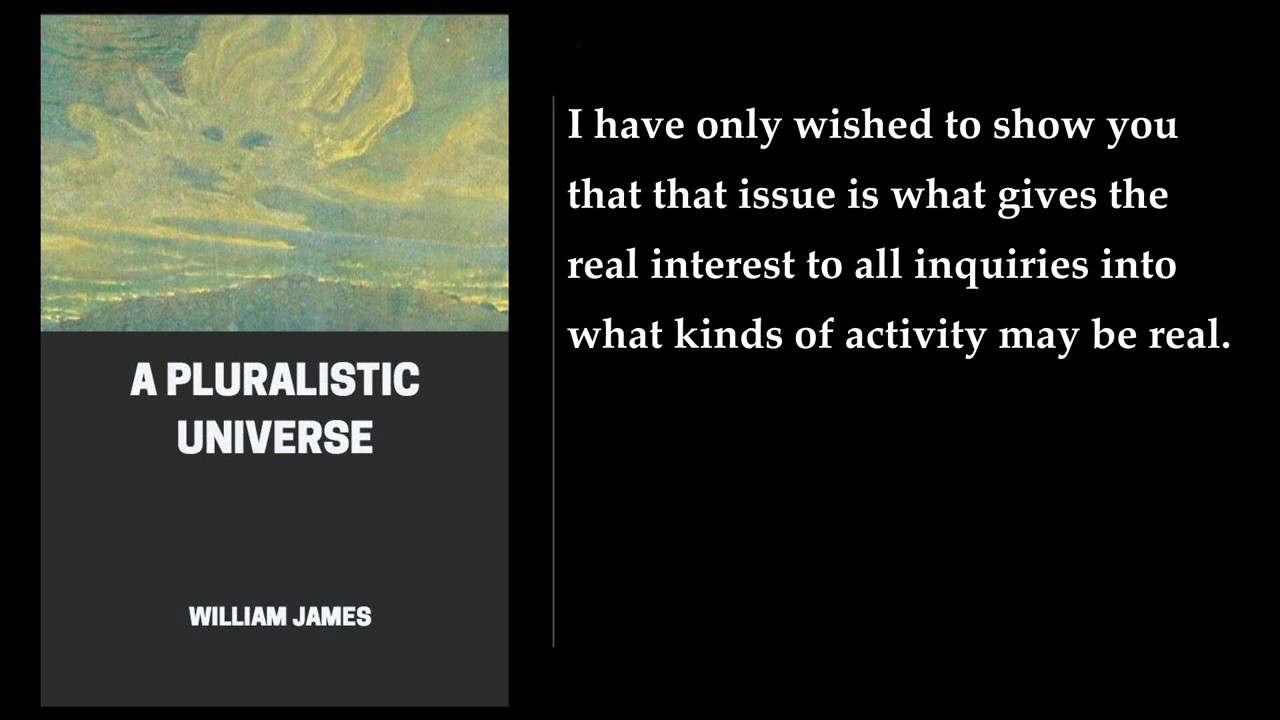 A PLURALISTIC
UNIVERSE
WILLIAM JAMES
I have only wished to show you
that that issue is what gives the
real interest to all inquiries into
what kinds of activity may be real.